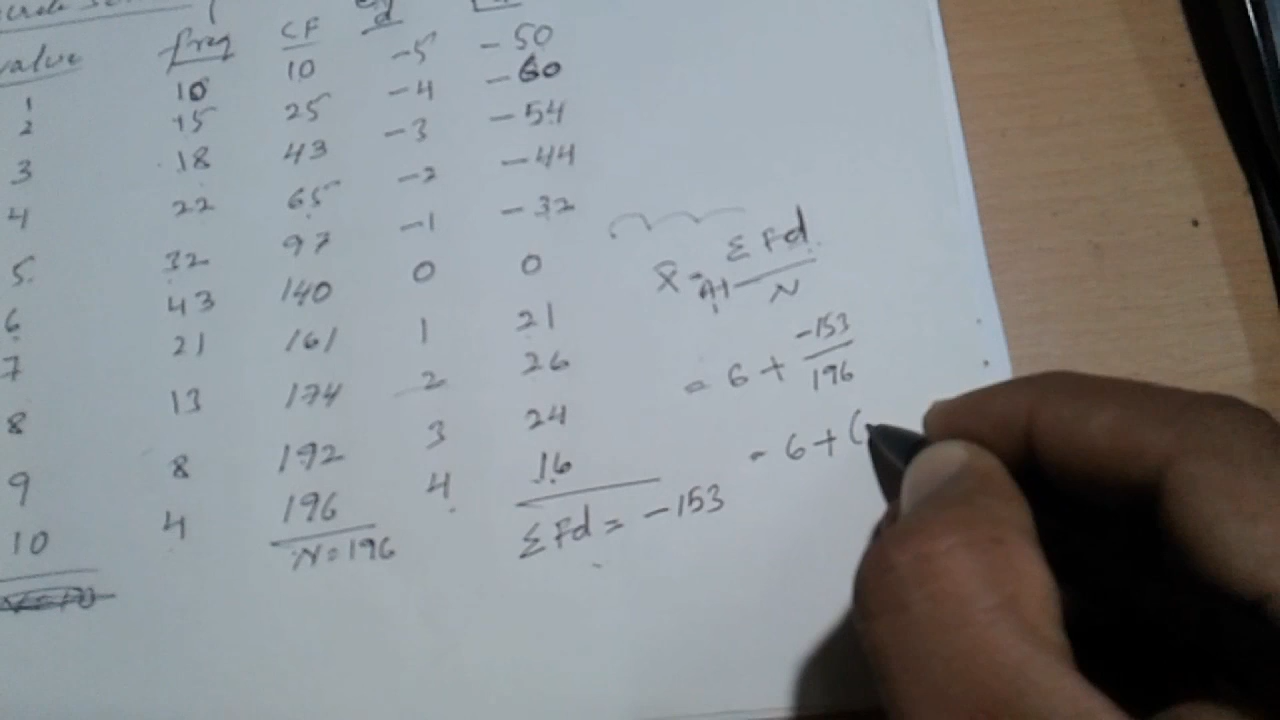 value freq CF d
1 10 10 -5 -50
2 15 25 -4 -60
3 18 43 -3 -54
4 22 65 -2 -44
5 32 97 -1 -32
6 43 140 0 0
7 21 161 1 21
8 13 174 2 26
9 8 192 3 24
10 4 196 4 16
N = 196
Σ Fd = -153
x̄ = A+ Σ Fd / N
= 6 + -153 / 196
= 6 + (